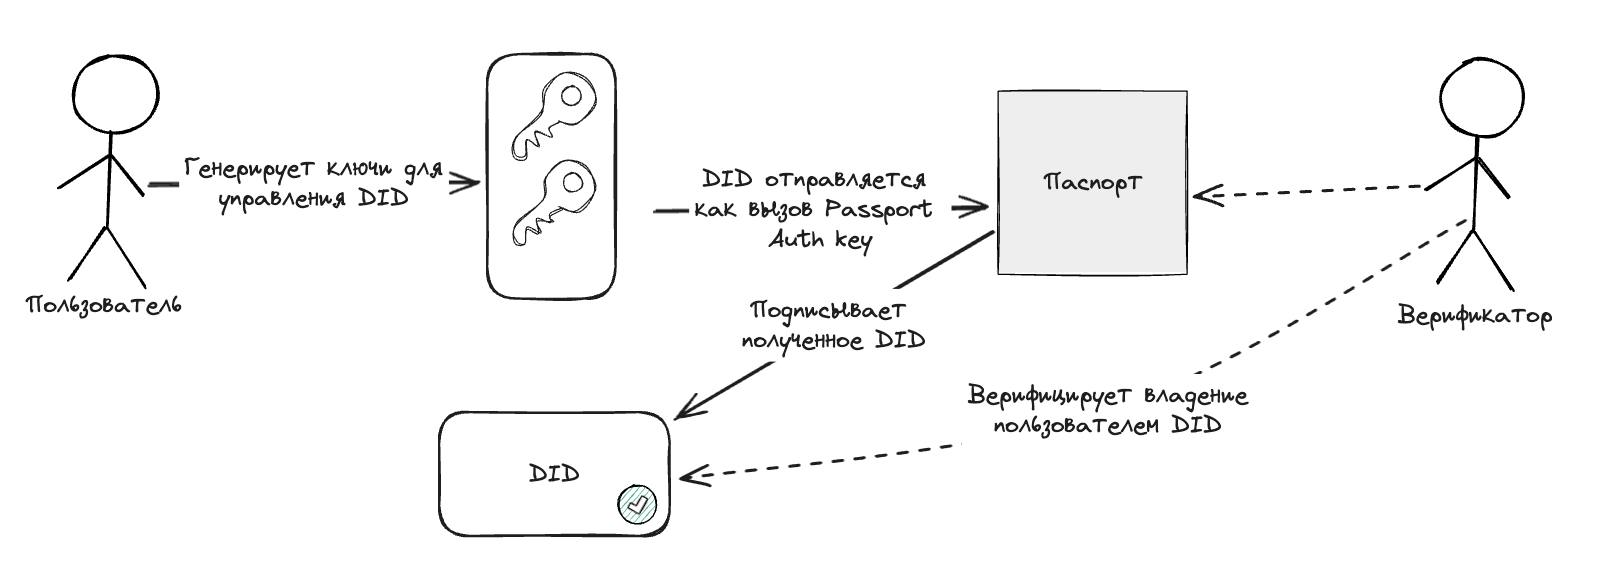 Генерирует ключи для
управления DID
Пользователь
DID отправляется
как вызов Passport
Auth key
Паспорт
Верификатор
Подписывает
полученное DID
Верифицирует владение
пользователем DID
DID